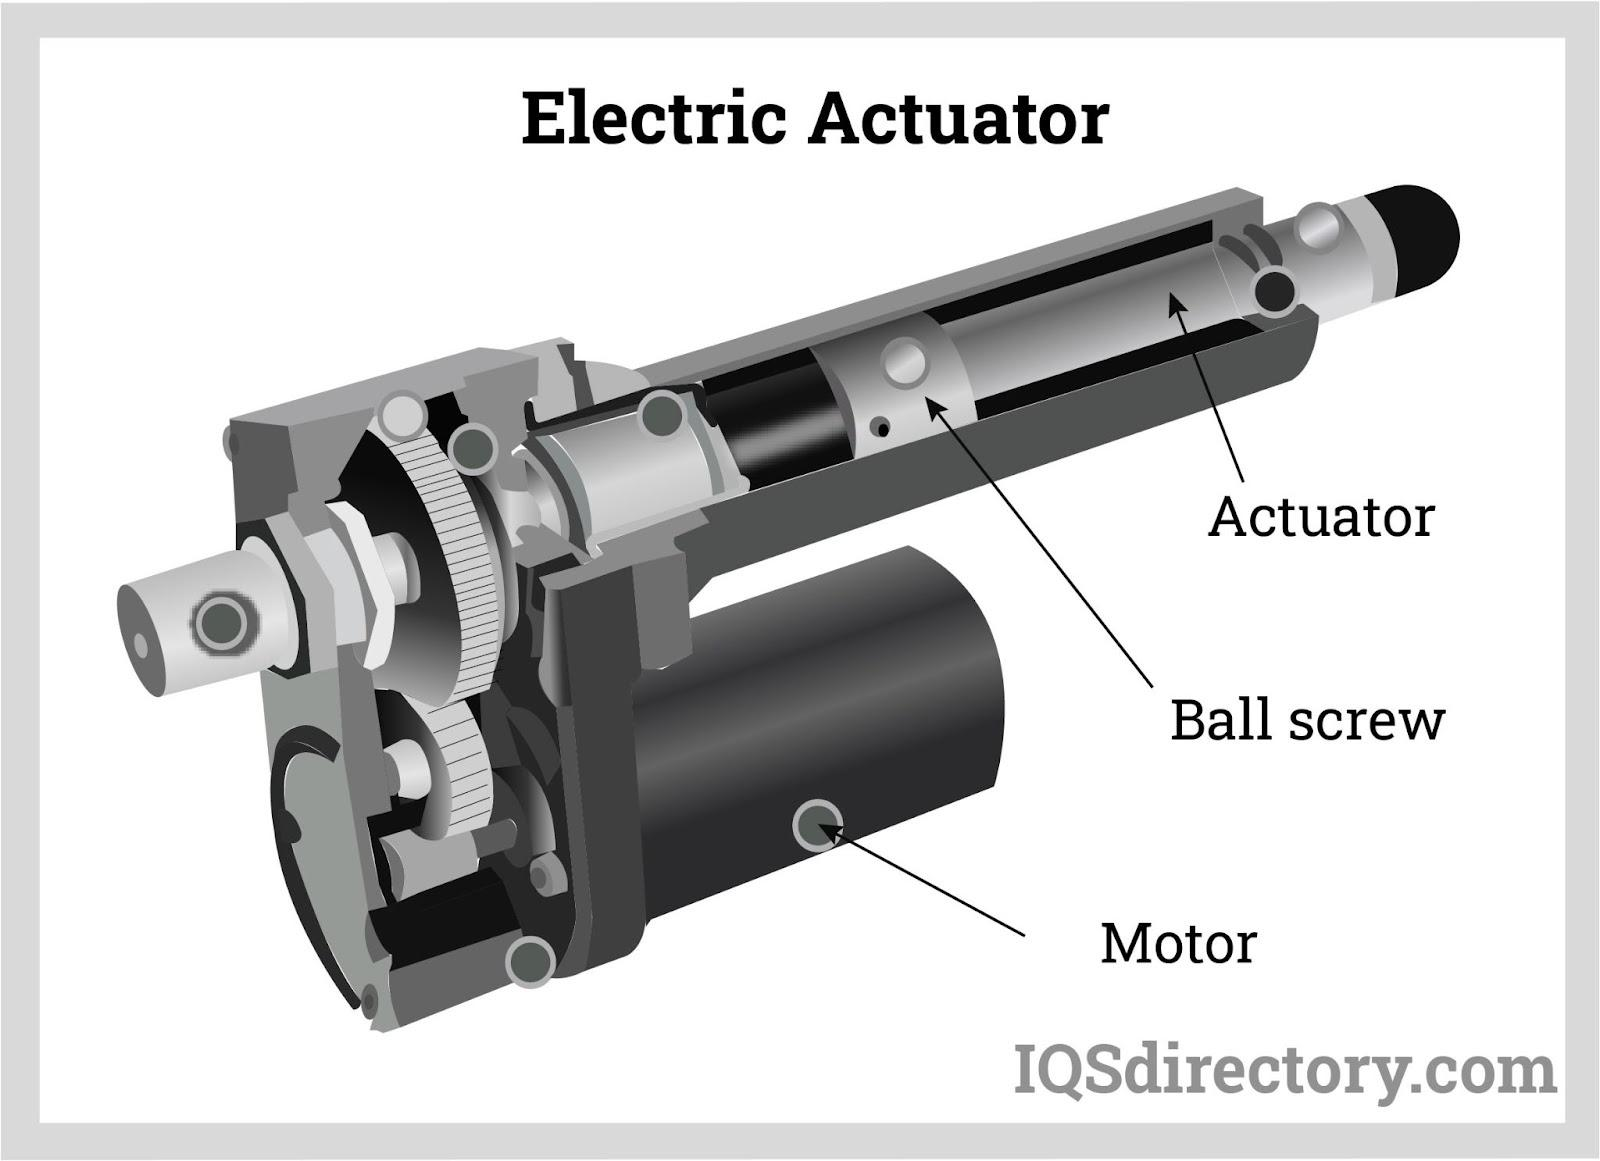 Electric Actuator
Actuator
Ball screw
Motor
IQSdirectory.com